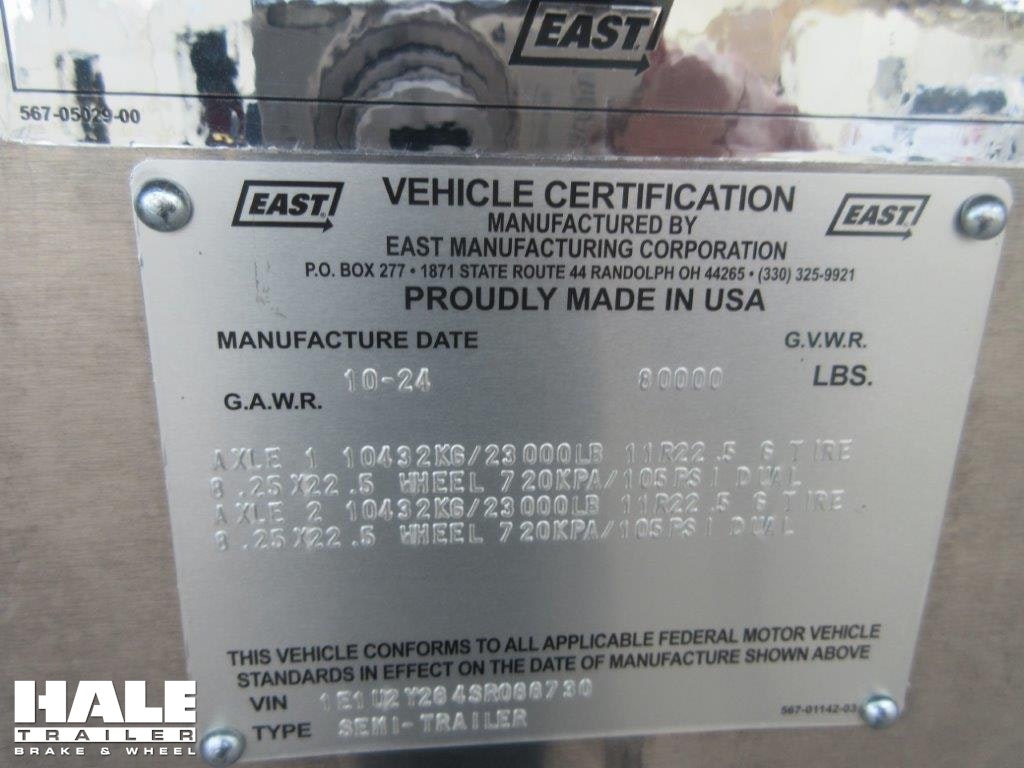 EAST
567-05029-00
EAST VEHICLE CERTIFICATION EAST
MANUFACTURED BY
EAST MANUFACTURING CORPORATION
P.O. BOX 277 • 1871 STATE ROUTE 44 RANDOLPH OH 44265 • (330) 325-9921
PROUDLY MADE IN USA
MANUFACTURE DATE G.V.W.R.
10-24 80000 LBS.
G.A.W.R.
AXLE 1 10432KG/23000LB 11R22.5 G TIRE
8.25X22.5 WHEEL 720KPA/105PSI DUAL
AXLE 2 10432KG/23000LB 11R22.5 G TIRE
8.25X22.5 WHEEL 720KPA/105PSI DUAL
THIS VEHICLE CONFORMS TO ALL APPLICABLE FEDERAL MOTOR VEHICLE
STANDARDS IN EFFECT ON THE DATE OF MANUFACTURE SHOWN ABOVE
VIN 1E1U2Y284SR088730
TYPE SEMI-TRAILER
567-01142-03
HALE
TRAILER
BRAKE & WHEEL